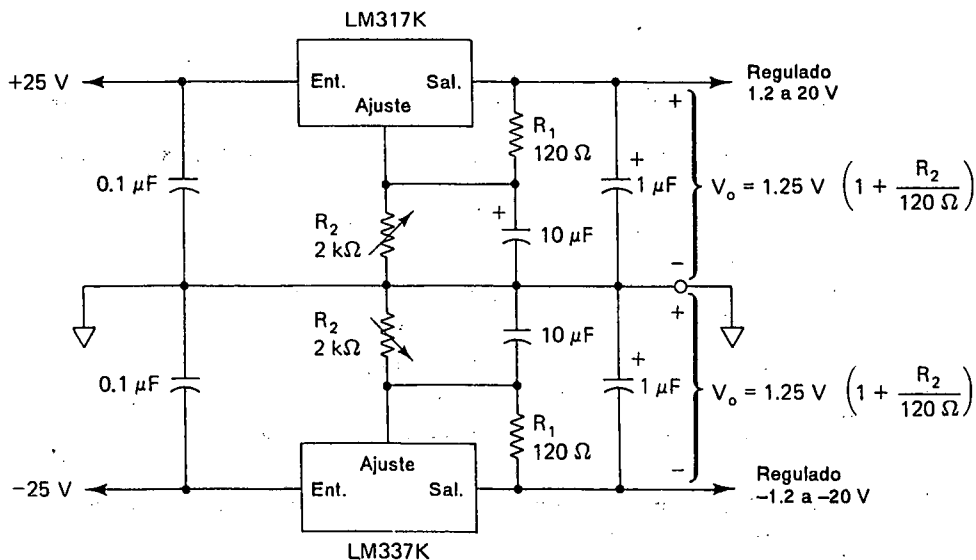 LM317K
+25 V
Ent.
Sal.
Ajuste
Regulado
1.2 a 20 V
R₁
120 Ω
+
0.1 μF
+
1 μF
V₀ = 1.25 V (1 + R₂ / 120 Ω)
R₂
2 kΩ
+
10 μF
−
R₂
2 kΩ
10 μF
+
0.1 μF
+
1 μF
V₀ = 1.25 V (1 + R₂ / 120 Ω)
R₁
120 Ω
−
Ajuste
−25 V
Ent.
Sal.
Regulado
−1.2 a −20 V
LM337K